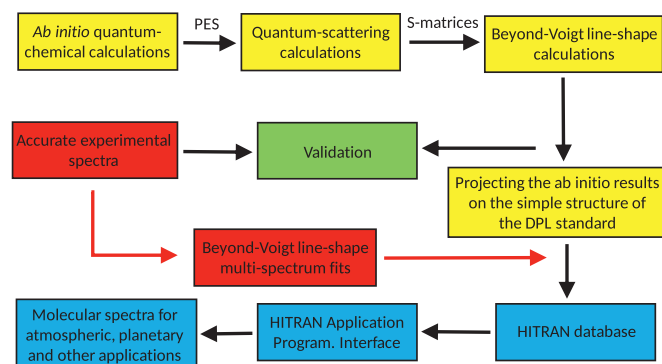 Ab initio quantum-
chemical calculations
PES
Quantum-scattering
calculations
S-matrices
Beyond-Voigt line-shape
calculations
Accurate experimental
spectra
Validation
Projecting the ab initio results
on the simple structure of
the DPL standard
Beyond-Voigt line-shape
multi-spectrum fits
Molecular spectra for
atmospheric, planetary
and other applications
HITRAN Application
Program. Interface
HITRAN database